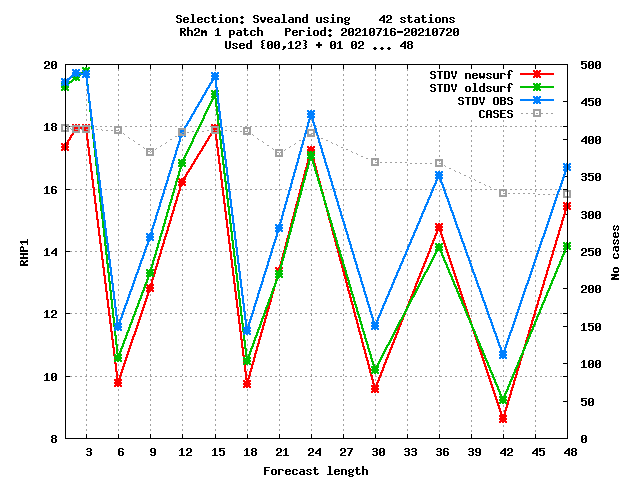 Selection: Svealand using    42 stations
Rh2m 1 patch   Period: 20210716-20210720
Used {00,12} + 01 02 ... 48
STDV newsurf
STDV oldsurf
STDV OBS
CASES
20
18
16
14
12
10
8
500
450
400
350
300
250
200
150
100
50
0
RHP1
No cases
3 6 9 12 15 18 21 24 27 30 33 36 39 42 45 48
Forecast length